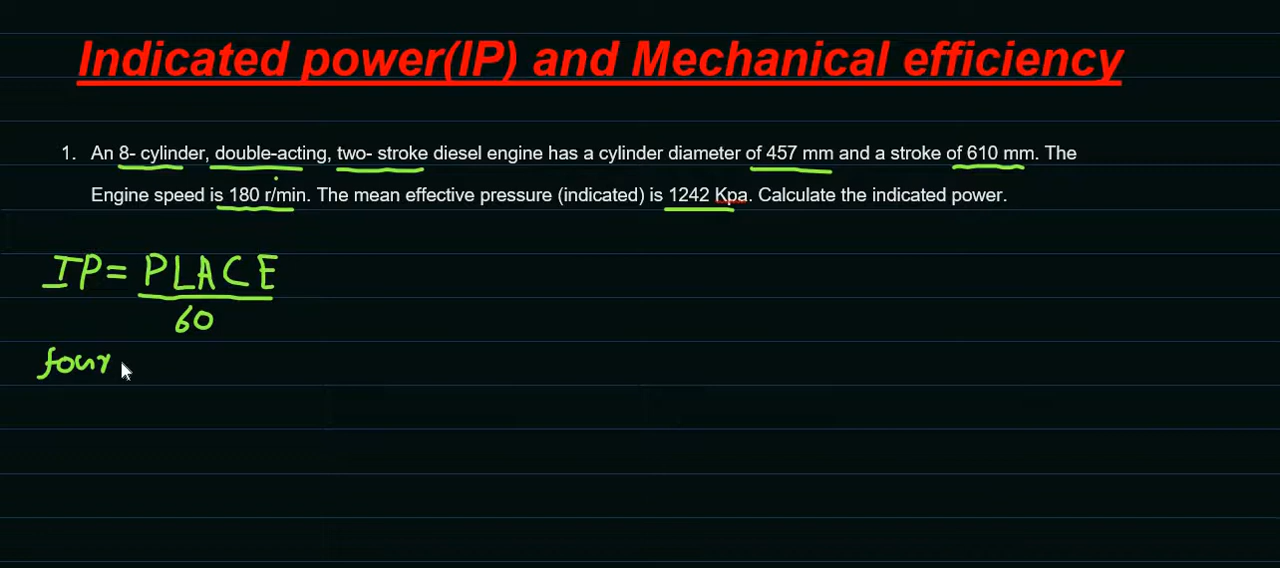 Indicated power(IP) and Mechanical efficiency
1. An 8- cylinder, double-acting, two- stroke diesel engine has a cylinder diameter of 457 mm and a stroke of 610 mm. The
Engine speed is 180 r/min. The mean effective pressure (indicated) is 1242 Kpa. Calculate the indicated power.
IP= PLACE
60
four